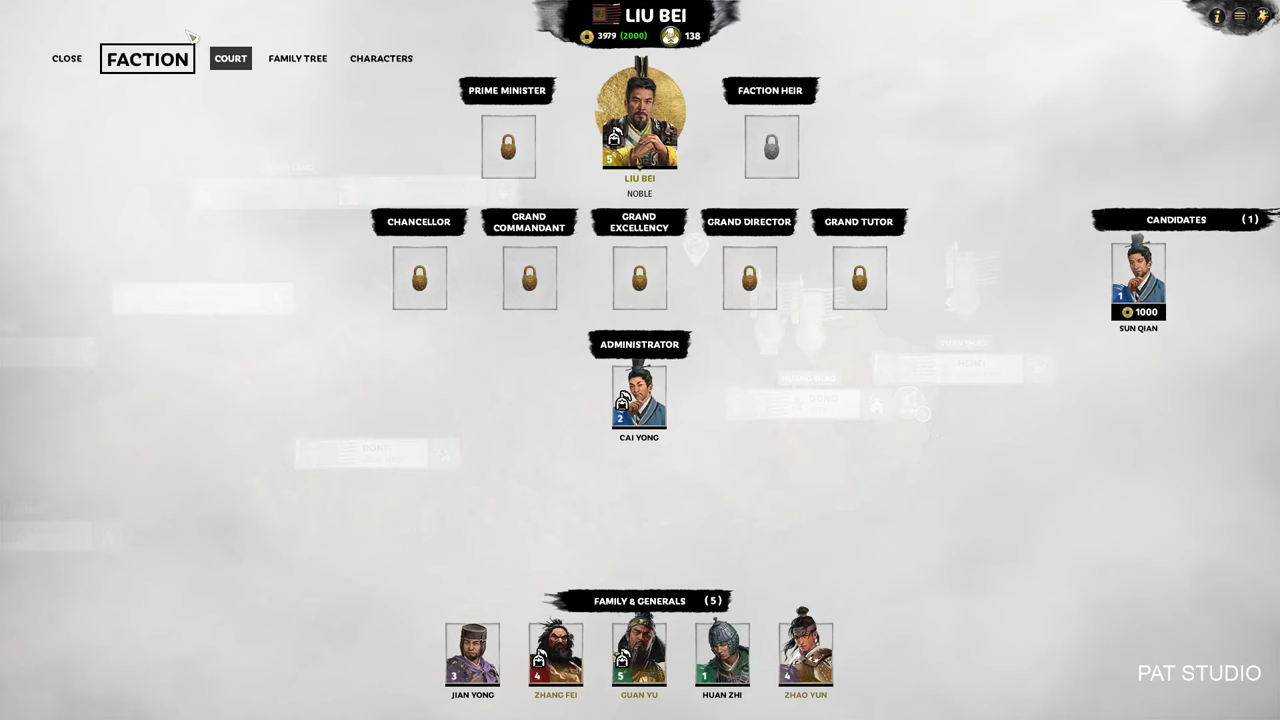 LIU BEI
3979 (2000) 138
CLOSE FACTION COURT FAMILY TREE CHARACTERS
PRIME MINISTER
FACTION HEIR
5
LIU BEI
NOBLE
CHANCELLOR
GRAND
COMMANDANT
GRAND
EXCELLENCY
GRAND DIRECTOR
GRAND TUTOR
CANDIDATES (1)
1
1000
SUN QIAN
ADMINISTRATOR
2
CAI YONG
FAMILY & GENERALS (5)
3 4 5 1 4
JIAN YONG ZHANG FEI GUAN YU HUAN ZHI ZHAO YUN
PAT STUDIO